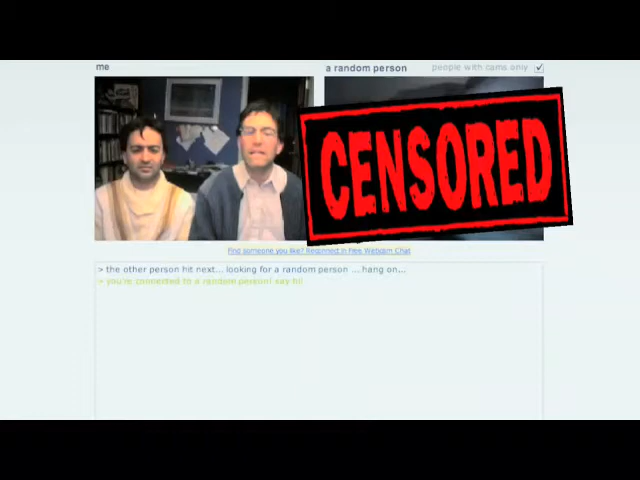 me
a random person
people with cams only
CENSORED
Find someone you like? in Free Webcam Chat
> the other person hit next... looking for a random person ... hang on...
> you're connected to a random person! say hi!